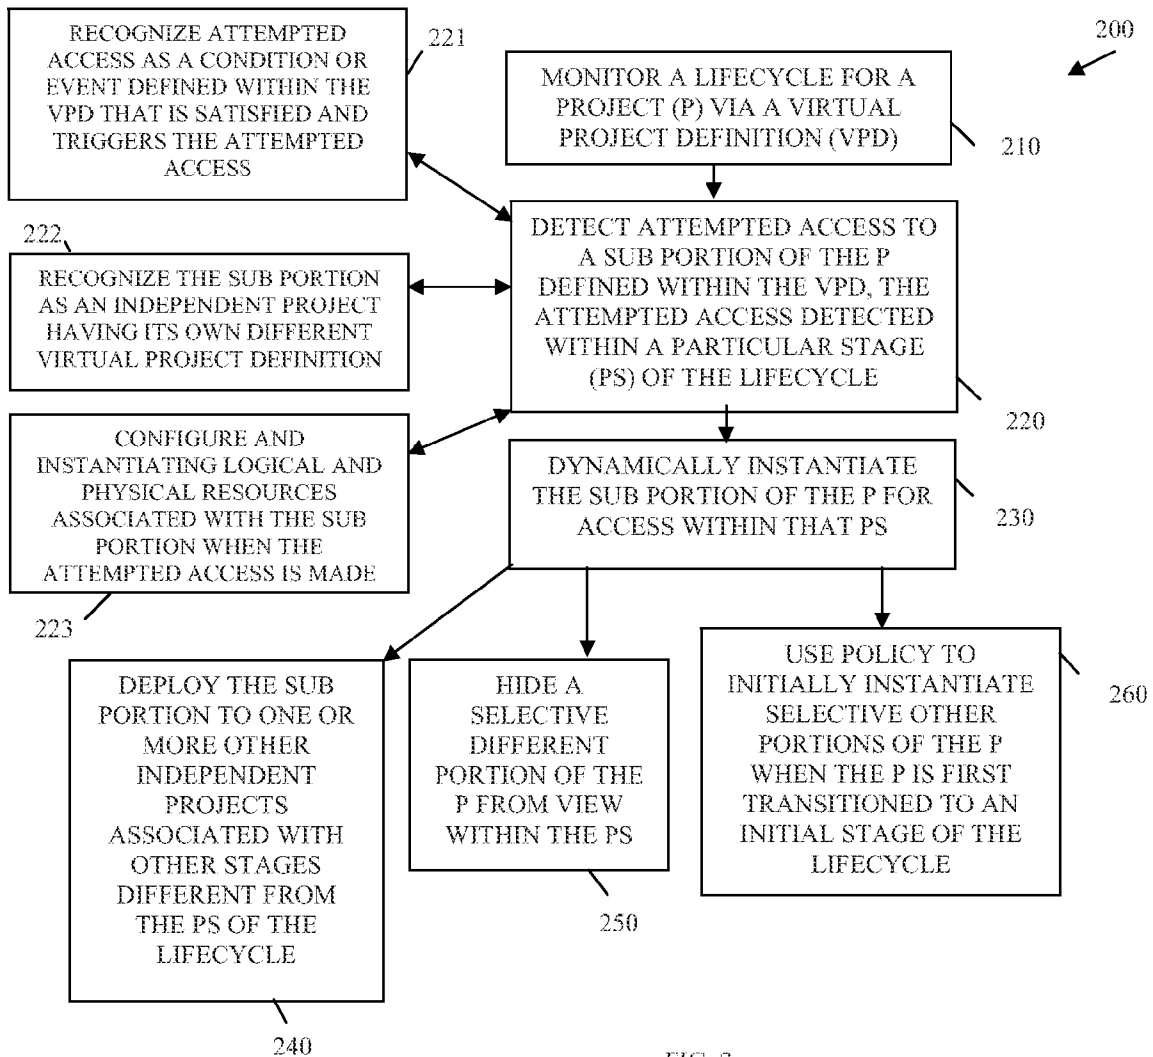 200
MONITOR A LIFECYCLE FOR A
PROJECT (P) VIA A VIRTUAL
PROJECT DEFINITION (VPD)
210
RECOGNIZE ATTEMPTED
ACCESS AS A CONDITION OR
EVENT DEFINED WITHIN THE
VPD THAT IS SATISFIED AND
TRIGGERS THE ATTEMPTED
ACCESS
221
DETECT ATTEMPTED ACCESS TO
A SUB PORTION OF THE P
DEFINED WITHIN THE VPD, THE
ATTEMPTED ACCESS DETECTED
WITHIN A PARTICULAR STAGE
(PS) OF THE LIFECYCLE
220
222
RECOGNIZE THE SUB PORTION
AS AN INDEPENDENT PROJECT
HAVING ITS OWN DIFFERENT
VIRTUAL PROJECT DEFINITION
CONFIGURE AND
INSTANTIATING LOGICAL AND
PHYSICAL RESOURCES
ASSOCIATED WITH THE SUB
PORTION WHEN THE
ATTEMPTED ACCESS IS MADE
223
DYNAMICALLY INSTANTIATE
THE SUB PORTION OF THE P FOR
ACCESS WITHIN THAT PS
230
DEPLOY THE SUB
PORTION TO ONE OR
MORE OTHER
INDEPENDENT
PROJECTS
ASSOCIATED WITH
OTHER STAGES
DIFFERENT FROM
THE PS OF THE
LIFECYCLE
240
HIDE A
SELECTIVE
DIFFERENT
PORTION OF THE
P FROM VIEW
WITHIN THE PS
250
USE POLICY TO
INITIALLY INSTANTIATE
SELECTIVE OTHER
PORTIONS OF THE P
WHEN THE P IS FIRST
TRANSITIONED TO AN
INITIAL STAGE OF THE
LIFECYCLE
260